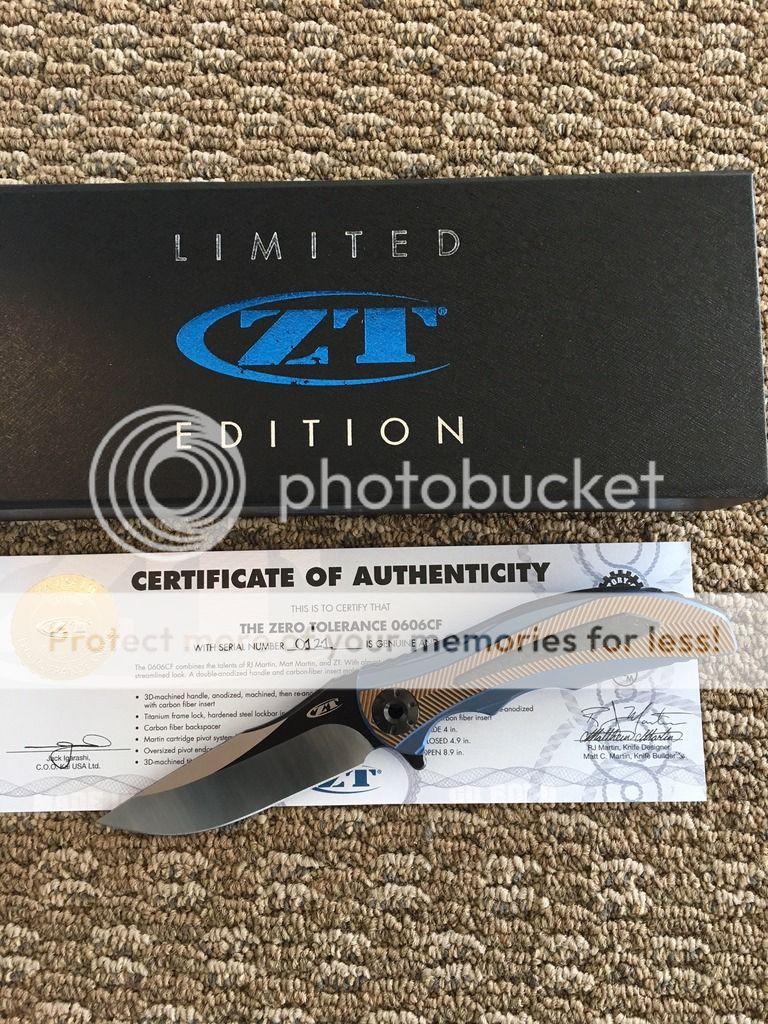 LIMITED
ZT®
EDITION
photobucket
CERTIFICATE OF AUTHENTICITY
THIS IS TO CERTIFY THAT
THE ZERO TOLERANCE 0606CF
Protect more of your memories for less!
WITH SERIAL NUMBER 0121 IS GENUINE AND
The 0606CF combines the talents of RJ Martin, Matt Martin, and ZT. With
streamlined look. A double-anodized handle and carbon-fiber insert
• 3D-machined handle, anodized, machined, then
with carbon fiber insert
• Titanium frame lock, hardened steel lockbar
• Carbon fiber backspacer
• Martin cartridge pivot system
• Oversized pivot
• 3D-machined
-anodized
carbon fiber insert
4 in.
CLOSED 4.9 in.
OPEN 8.9 in.
Jack Igarashi,
C.O.O. Kai USA Ltd.
RJ Martin, Knife Designer
Matt C. Martin, Knife Builder
ZT
ZT